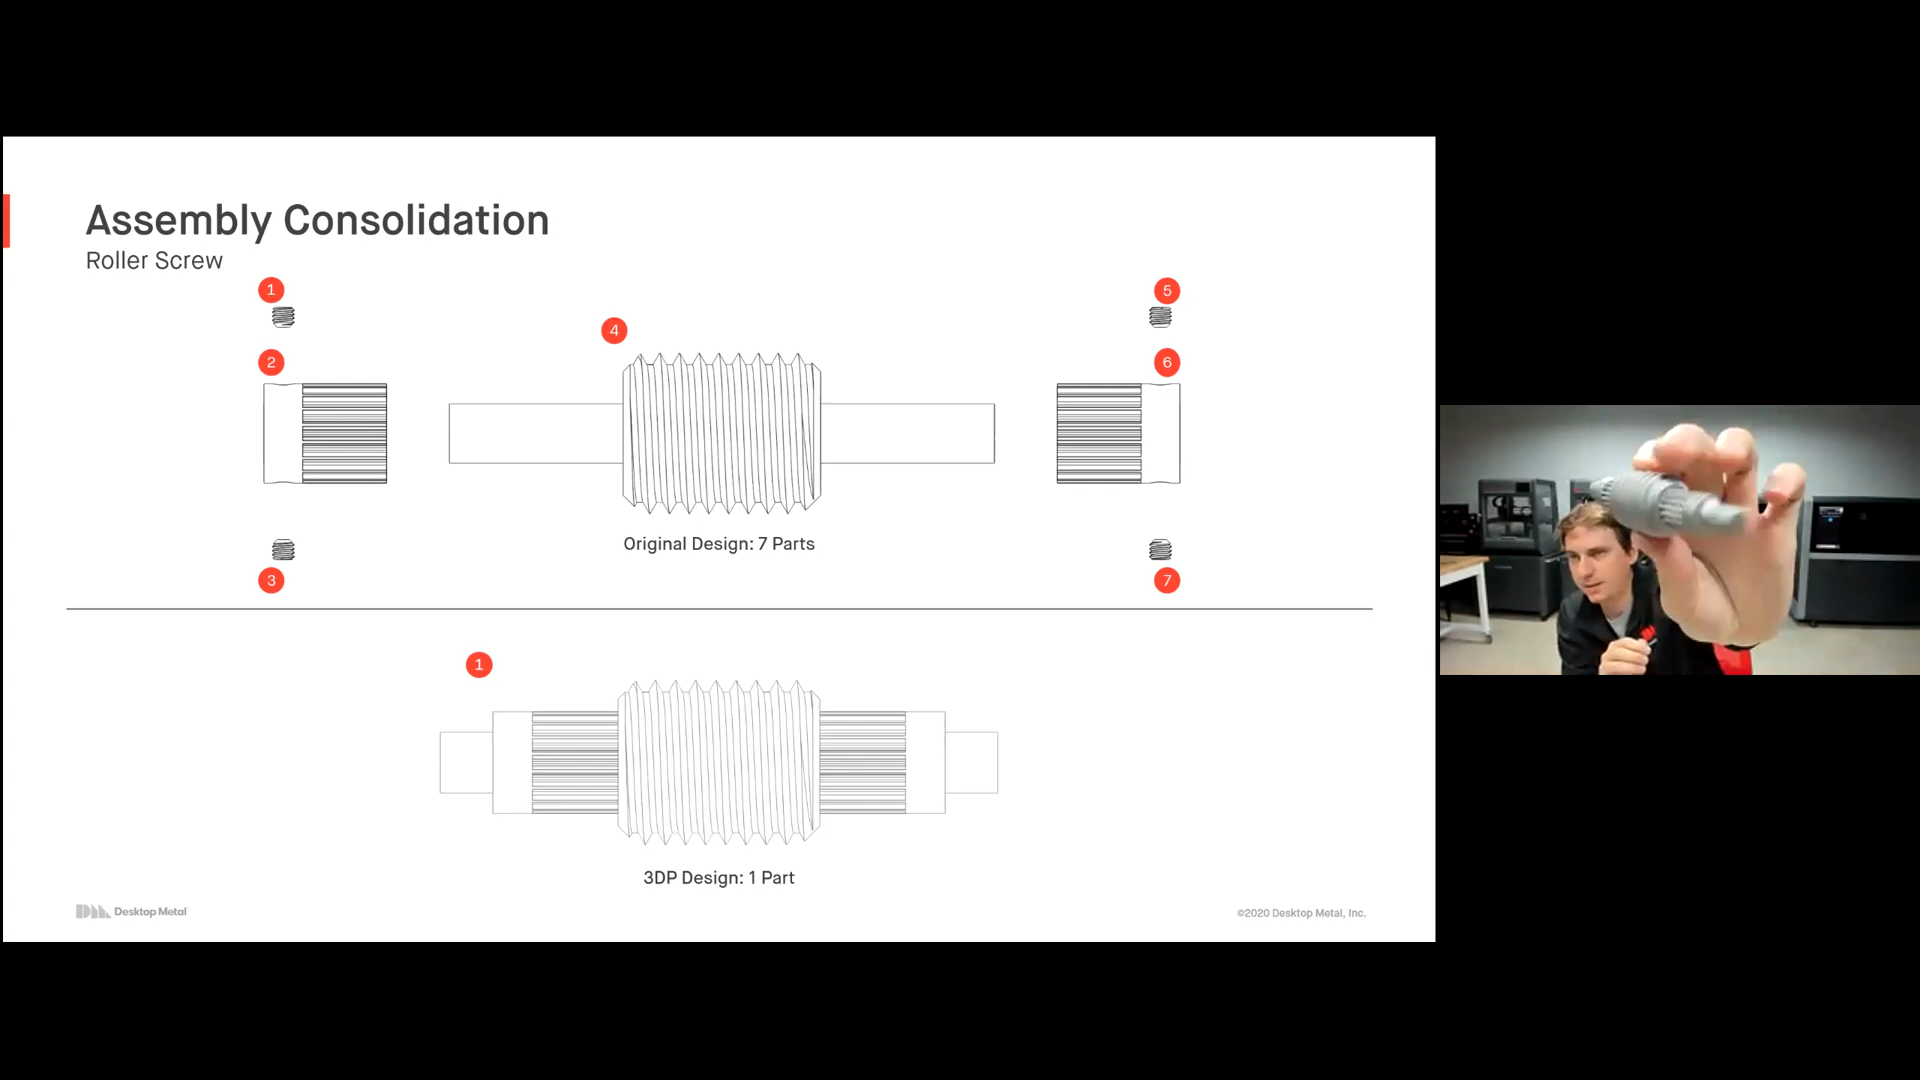 Assembly Consolidation
Roller Screw
1
5
4
2
6
Original Design: 7 Parts
3
7
1
3DP Design: 1 Part
DM. Desktop Metal
©2020 Desktop Metal, Inc.